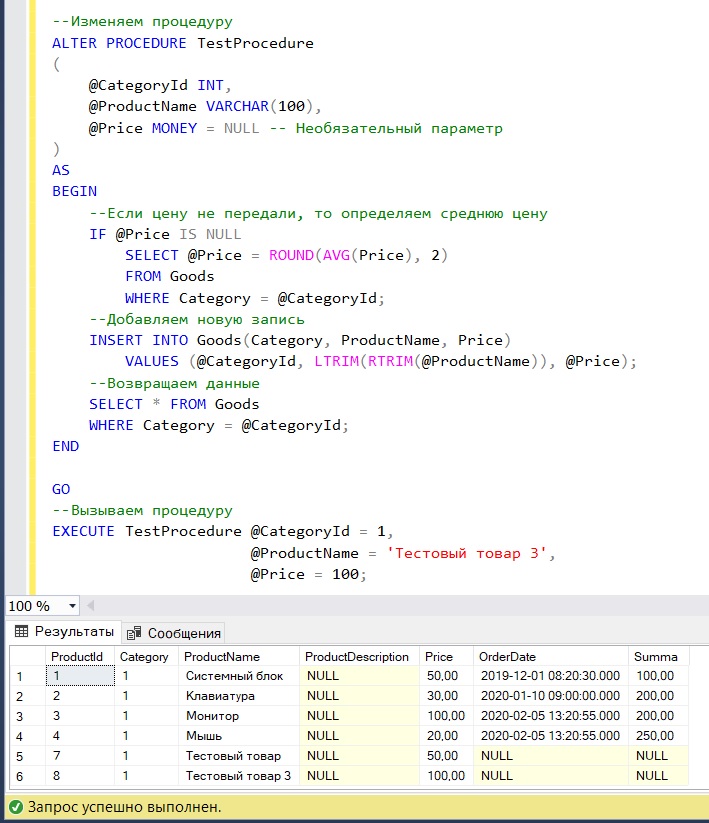 --Изменяем процедуру
ALTER PROCEDURE TestProcedure
(
    @CategoryId INT,
    @ProductName VARCHAR(100),
    @Price MONEY = NULL -- Необязательный параметр
)
AS
BEGIN
    --Если цену не передали, то определяем среднюю цену
    IF @Price IS NULL
        SELECT @Price = ROUND(AVG(Price), 2)
        FROM Goods
        WHERE Category = @CategoryId;
    --Добавляем новую запись
    INSERT INTO Goods(Category, ProductName, Price)
        VALUES (@CategoryId, LTRIM(RTRIM(@ProductName)), @Price);
    --Возвращаем данные
    SELECT * FROM Goods
    WHERE Category = @CategoryId;
END
GO
--Вызываем процедуру
EXECUTE TestProcedure @CategoryId = 1,
                      @ProductName = 'Тестовый товар 3',
                      @Price = 100;
100 %
Результаты Сообщения
ProductId Category ProductName ProductDescription Price OrderDate Summa
1 1 1 Системный блок NULL 50,00 2019-12-01 08:20:30.000 100,00
2 2 1 Клавиатура NULL 30,00 2020-01-10 09:00:00.000 200,00
3 3 1 Монитор NULL 100,00 2020-02-05 13:20:55.000 200,00
4 4 1 Мышь NULL 20,00 2020-02-05 13:20:55.000 250,00
5 7 1 Тестовый товар NULL 50,00 NULL NULL
6 8 1 Тестовый товар 3 NULL 100,00 NULL NULL
Запрос успешно выполнен.